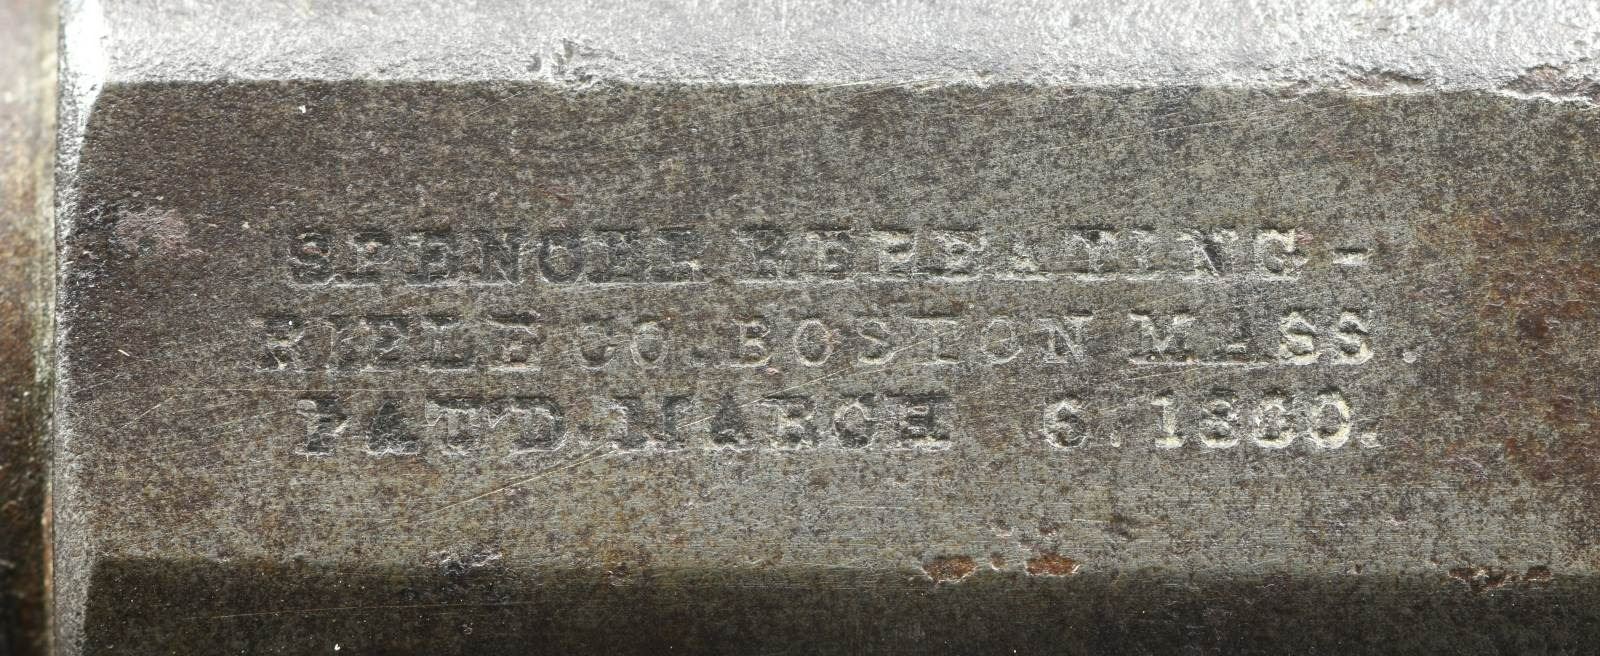 SPENCER REPEATING-
RIFLE CO. BOSTON MASS.
PAT'D. MARCH 6, 1860.